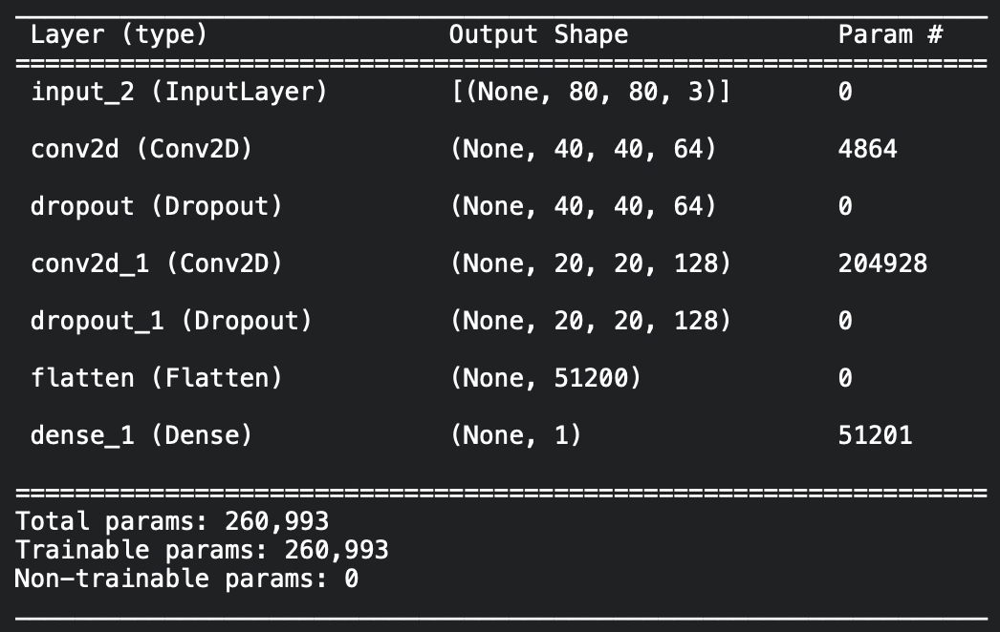 Layer (type) Output Shape Param #
=================================================================
input_2 (InputLayer) [(None, 80, 80, 3)] 0
conv2d (Conv2D) (None, 40, 40, 64) 4864
dropout (Dropout) (None, 40, 40, 64) 0
conv2d_1 (Conv2D) (None, 20, 20, 128) 204928
dropout_1 (Dropout) (None, 20, 20, 128) 0
flatten (Flatten) (None, 51200) 0
dense_1 (Dense) (None, 1) 51201
=================================================================
Total params: 260,993
Trainable params: 260,993
Non-trainable params: 0